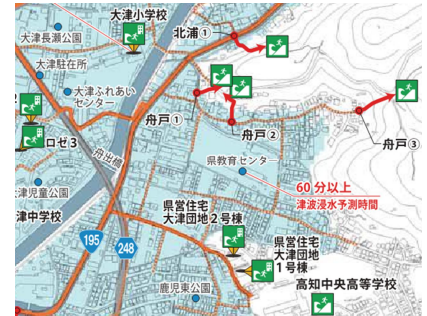 大津小学校
北浦①
大津長瀬公園
大津駐在所
大津ふれあい
センター
舟戸①
舟戸②
舟戸③
ロゼ3
舟出橋
県教育センター
60分以上
津波浸水予測時間
大津児童公園
津中学校
県営住宅
大津団地2号棟
195
248
県営住宅
大津団地
1号棟
高知中央高等学校
鹿児東公園